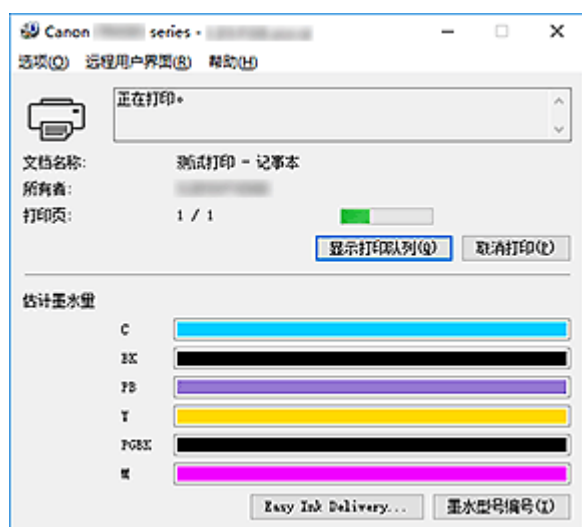 Canon series -
选项(O) 远程用户界面(R) 帮助(H)
正在打印。
文档名称: 测试打印 - 记事本
所有者:
打印页: 1 / 1
显示打印队列(Q) 取消打印(P)
估计墨水量
C
BK
PB
Y
PGBK
M
Easy Ink Delivery... 墨水型号编号(I)